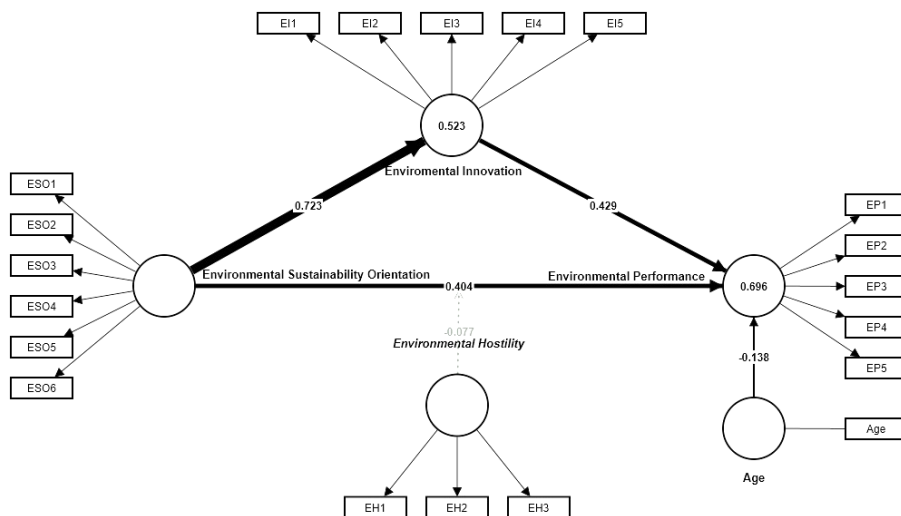 EI1
EI2
EI3
EI4
EI5
0.523
Enviromental Innovation
ESO1
ESO2
ESO3
ESO4
ESO5
ESO6
0.723
0.429
Environmental Sustainability Orientation
Environmental Performance
0.404
0.696
EP1
EP2
EP3
EP4
EP5
-0.077
Environmental Hostility
-0.138
Age
Age
EH1
EH2
EH3